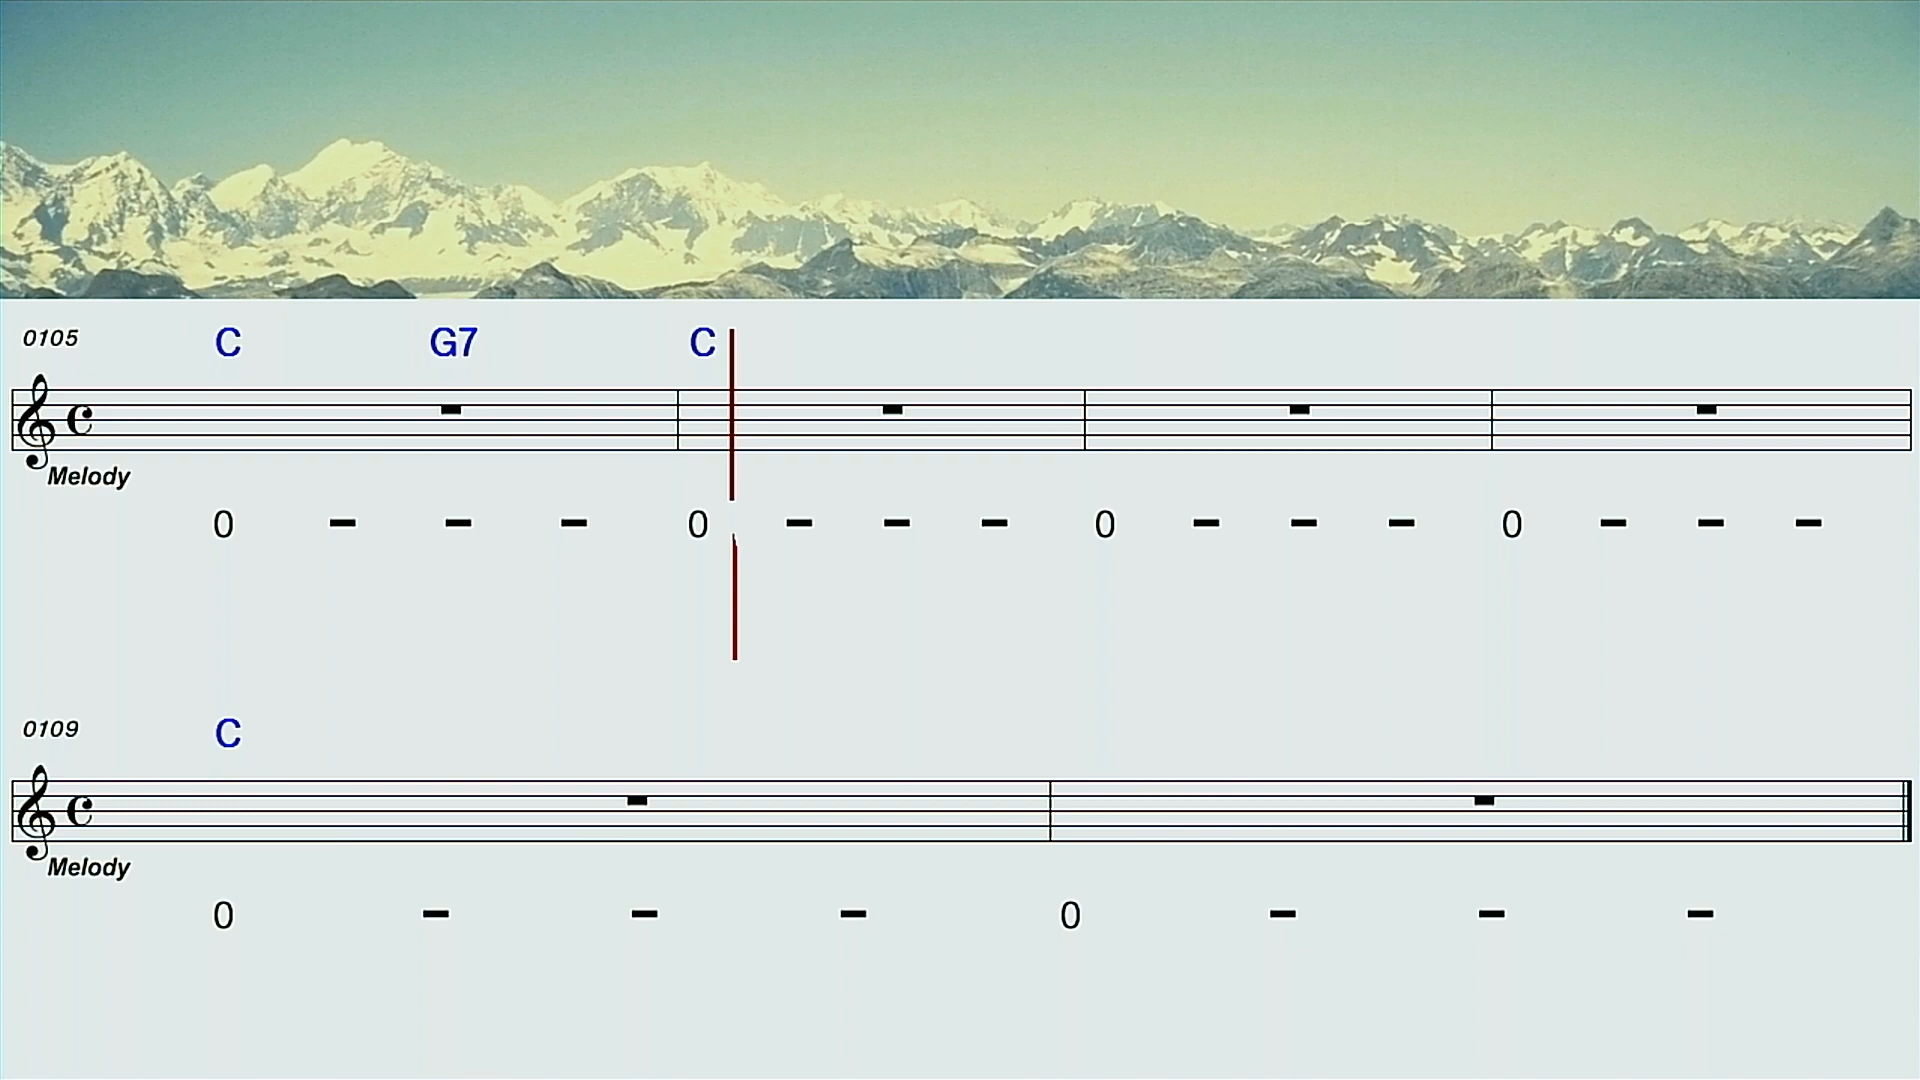 0105 C G7 C
Melody
0 - - - 0 - - - 0 - - - 0 - - -
0109 C
Melody
0 - - - 0 - - -